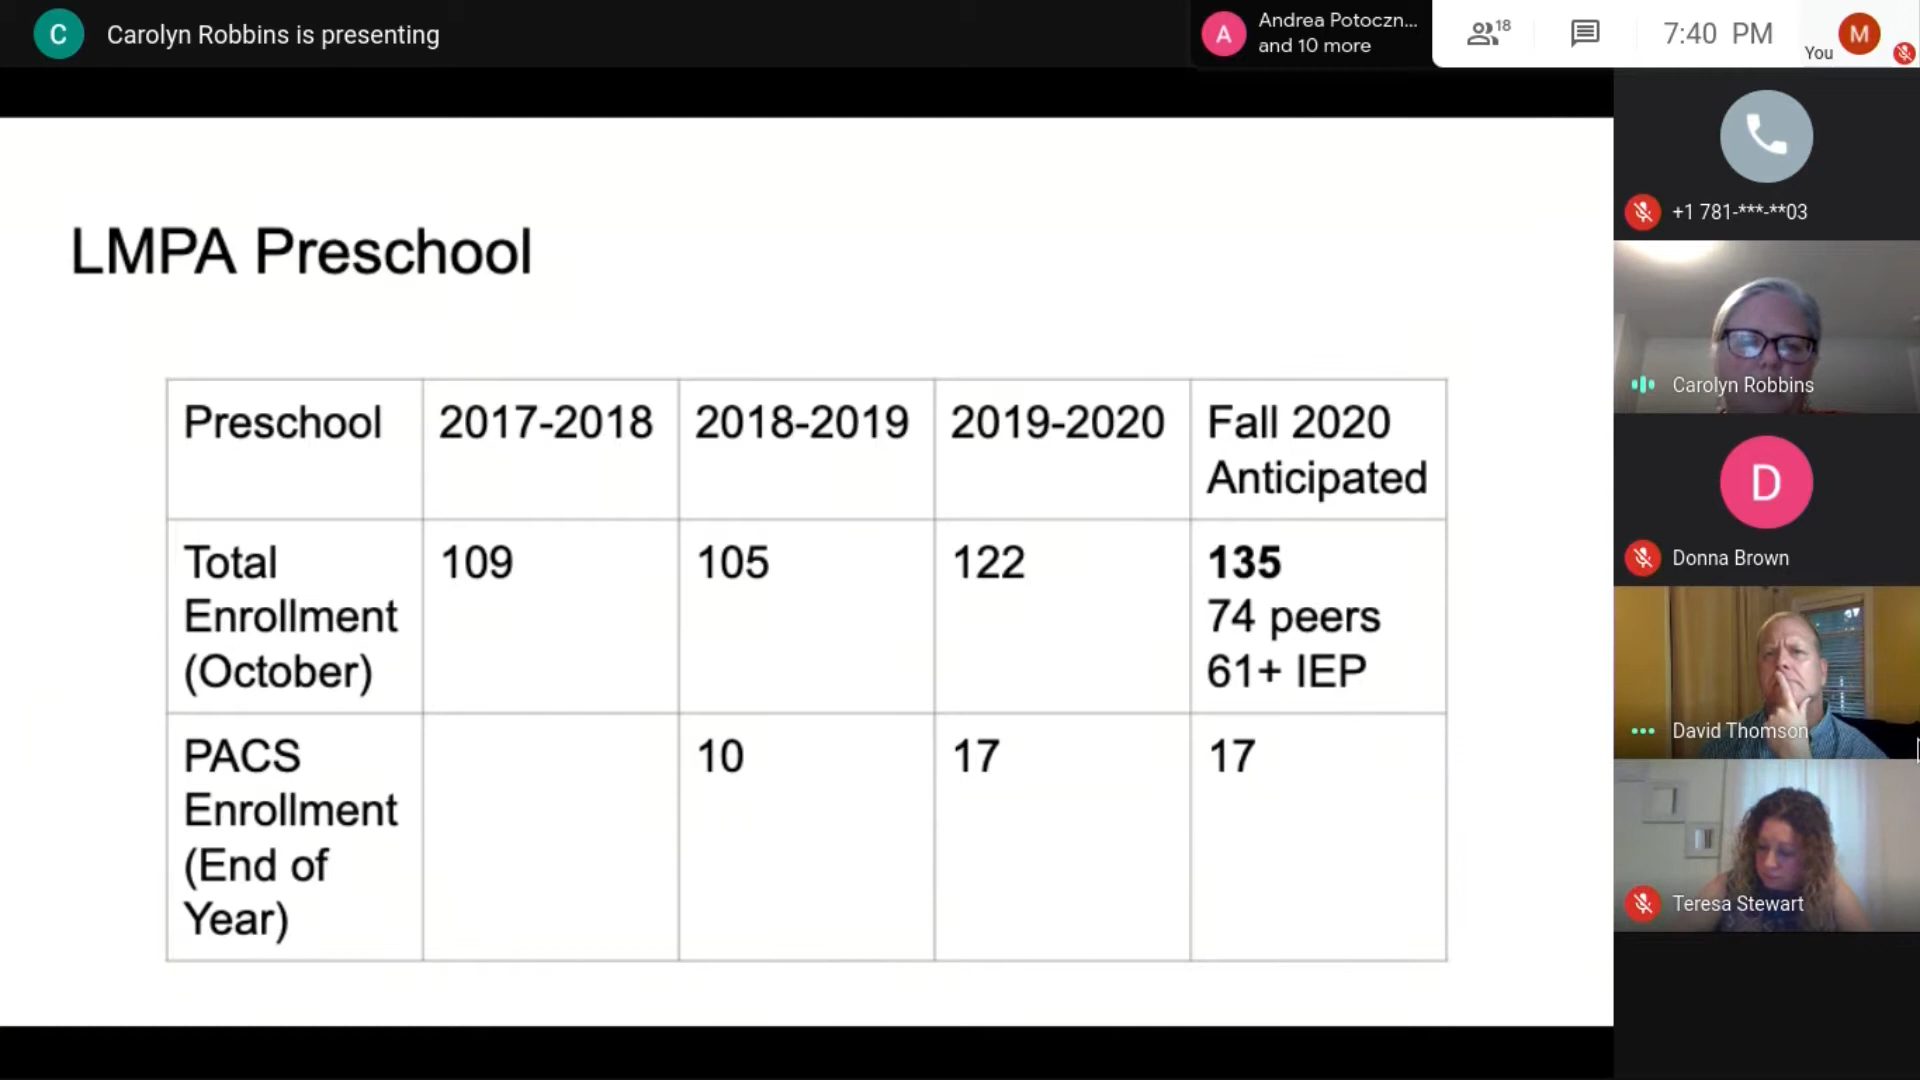 C
Carolyn Robbins is presenting
A
Andrea Potoczn...
and 10 more
18
7:40 PM
You
M
LMPA Preschool
Preschool
2017-2018
2018-2019
2019-2020
Fall 2020
Anticipated
Total
Enrollment
(October)
109
105
122
135
74 peers
61+ IEP
PACS
Enrollment
(End of
Year)
10
17
17
+1 781-***-**03
Carolyn Robbins
D
Donna Brown
David Thomson
Teresa Stewart